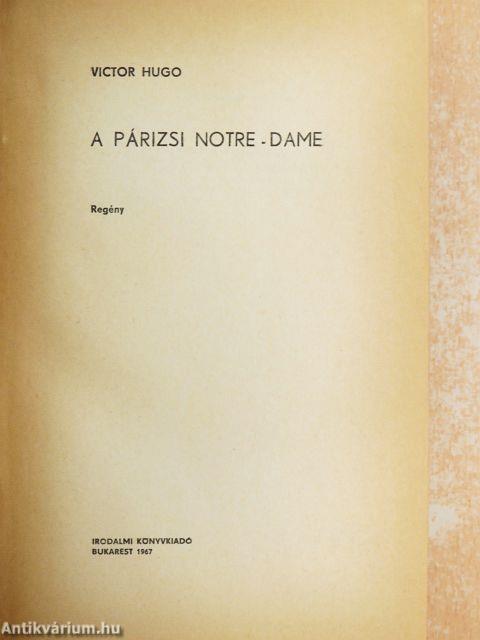 VICTOR HUGO
A PÁRIZSI NOTRE-DAME
Regény
IRODALMI KÖNYVKIADÓ
BUKAREST 1967
Antikvárium.hu